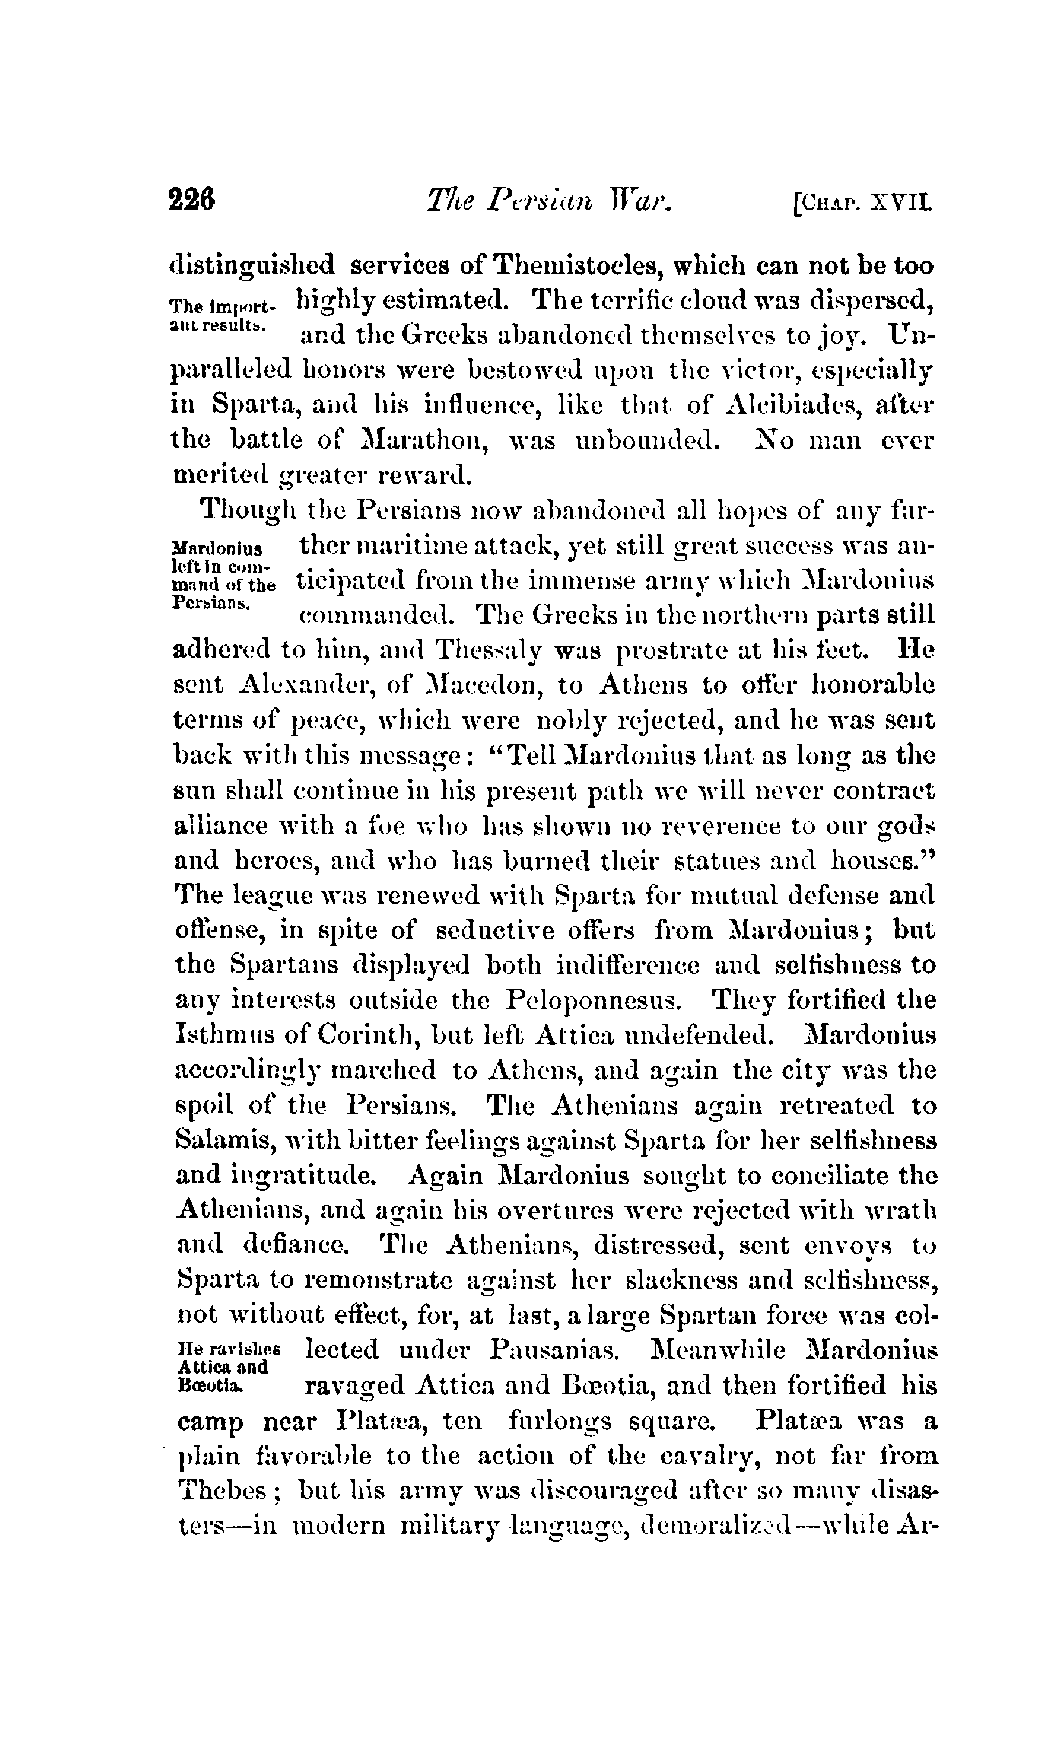 226 The Persian War. [CHAP. XVII.
distinguished services of Themistocles, which can not be too
The import- highly estimated. The terrific cloud was dispersed,
ant results. and the Greeks abandoned themselves to joy. Un-
paralleled honors were bestowed upon the victor, especially
in Sparta, and his influence, like that of Alcibiades, after
the battle of Marathon, was unbounded. No man ever
merited greater reward.
Though the Persians now abandoned all hopes of any fur-
Mardonius ther maritime attack, yet still great success was an-
left in com-
mand of the ticipated from the immense army which Mardonius
Persians. commanded. The Greeks in the northern parts still
adhered to him, and Thessaly was prostrate at his feet. He
sent Alexander, of Macedon, to Athens to offer honorable
terms of peace, which were nobly rejected, and he was sent
back with this message: "Tell Mardonius that as long as the
sun shall continue in his present path we will never contract
alliance with a foe who has shown no reverence to our gods
and heroes, and who has burned their statues and houses."
The league was renewed with Sparta for mutual defense and
offense, in spite of seductive offers from Mardonius; but
the Spartans displayed both indifference and selfishness to
any interests outside the Peloponnesus. They fortified the
Isthmus of Corinth, but left Attica undefended. Mardonius
accordingly marched to Athens, and again the city was the
spoil of the Persians. The Athenians again retreated to
Salamis, with bitter feelings against Sparta for her selfishness
and ingratitude. Again Mardonius sought to conciliate the
Athenians, and again his overtures were rejected with wrath
and defiance. The Athenians, distressed, sent envoys to
Sparta to remonstrate against her slackness and selfishness,
not without effect, for, at last, a large Spartan force was col-
He ravishes lected under Pausanias. Meanwhile Mardonius
Attica and
Bœotia. ravaged Attica and Bœotia, and then fortified his
camp near Platæa, ten furlongs square. Platæa was a
plain favorable to the action of the cavalry, not far from
Thebes; but his army was discouraged after so many disas-
ters—in modern military language, demoralized—while Ar-